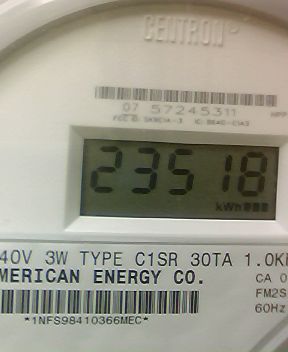 CENTRON
07 57245311
23518
kWh
40V 3W TYPE C1SR 30TA 1.0K
MERICAN ENERGY CO.
CA 0
FM2S
60Hz
*1NFS98410366MEC*